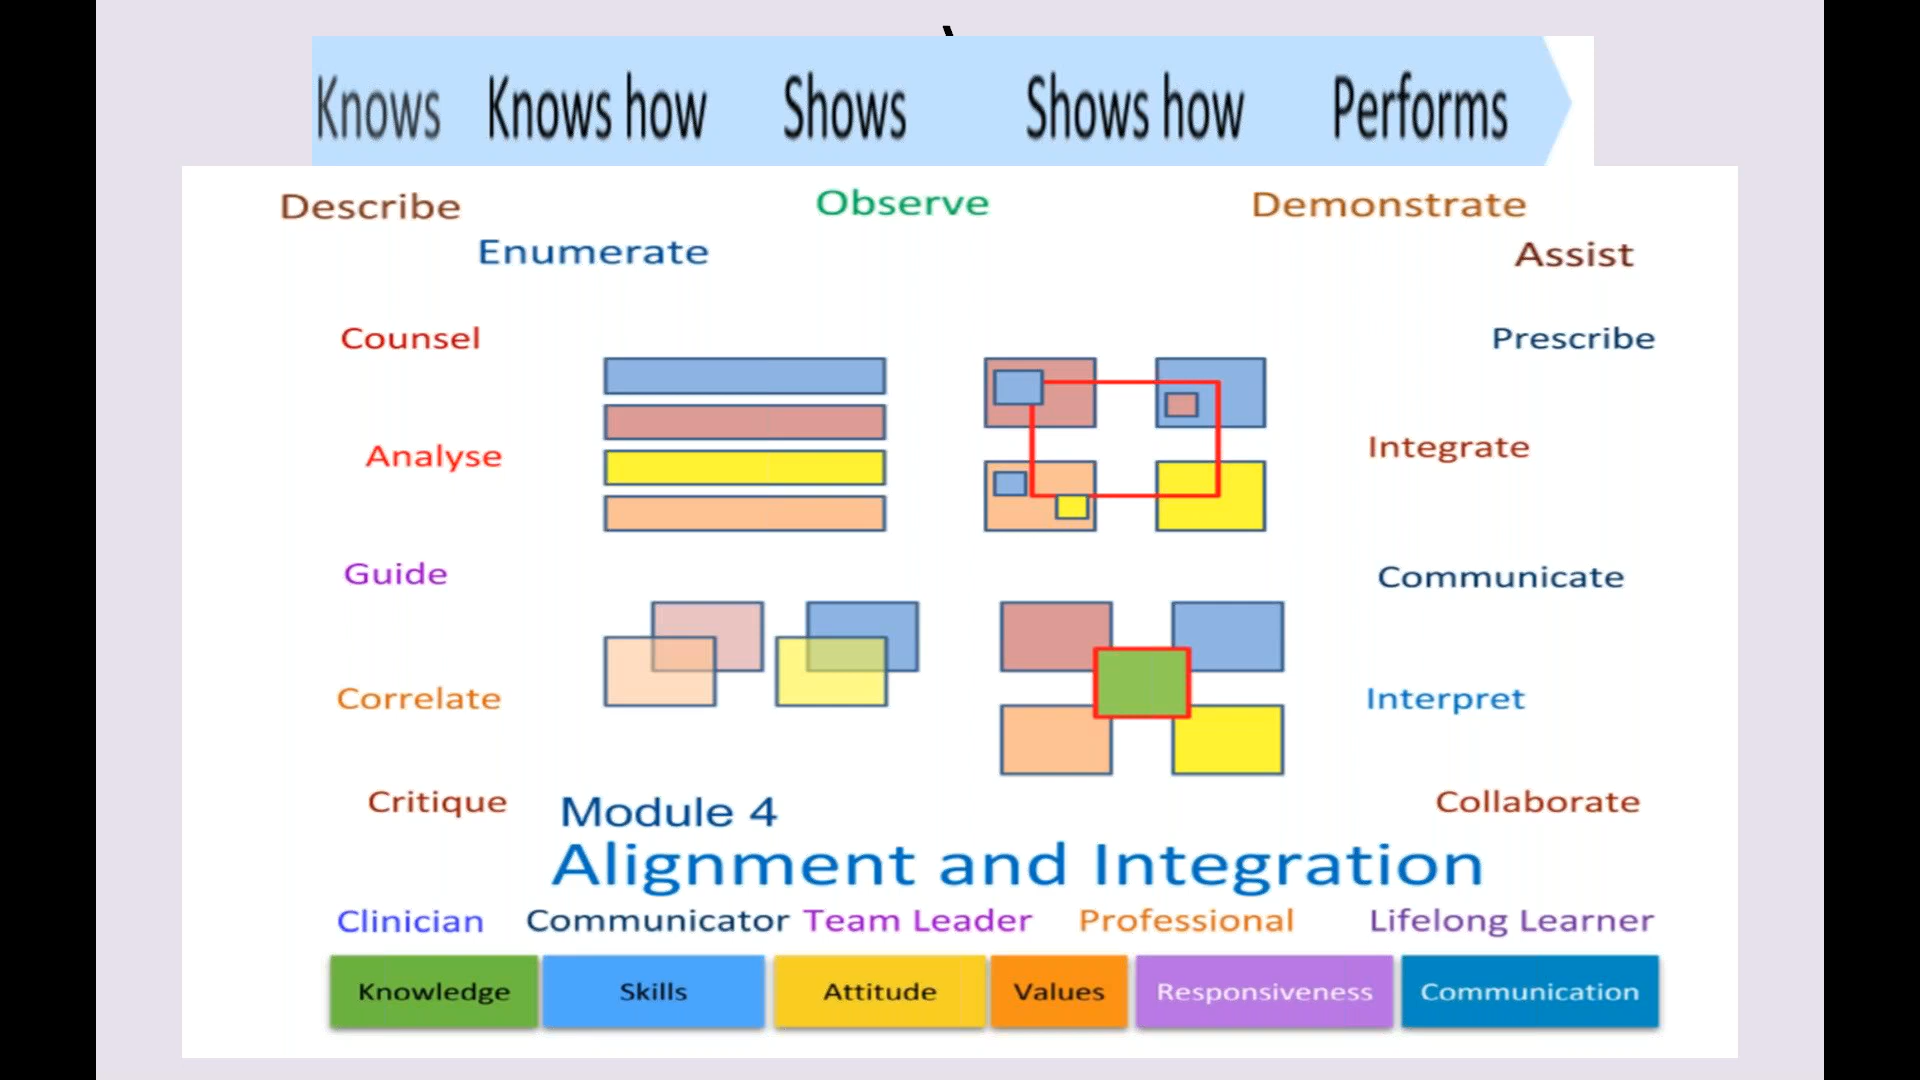 Knows Knows how Shows Shows how Performs
Describe Observe Demonstrate
Enumerate Assist
Counsel Prescribe
Analyse Integrate
Guide Communicate
Correlate Interpret
Critique Collaborate
Module 4
Alignment and Integration
Clinician Communicator Team Leader Professional Lifelong Learner
Knowledge Skills Attitude Values Responsiveness Communication